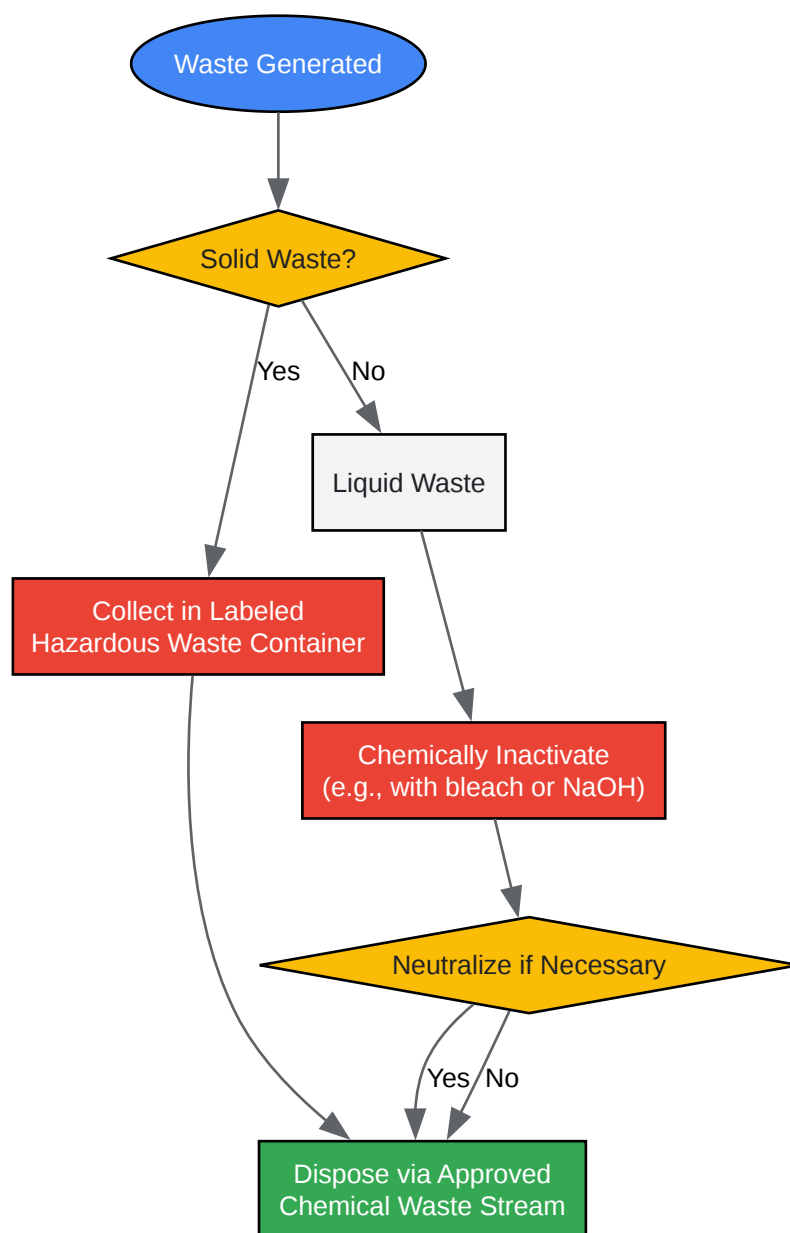 Waste Generated
Solid Waste?
Yes
No
Liquid Waste
Collect in Labeled
Hazardous Waste Container
Chemically Inactivate
(e.g., with bleach or NaOH)
Neutralize if Necessary
Yes
No
Dispose via Approved
Chemical Waste Stream